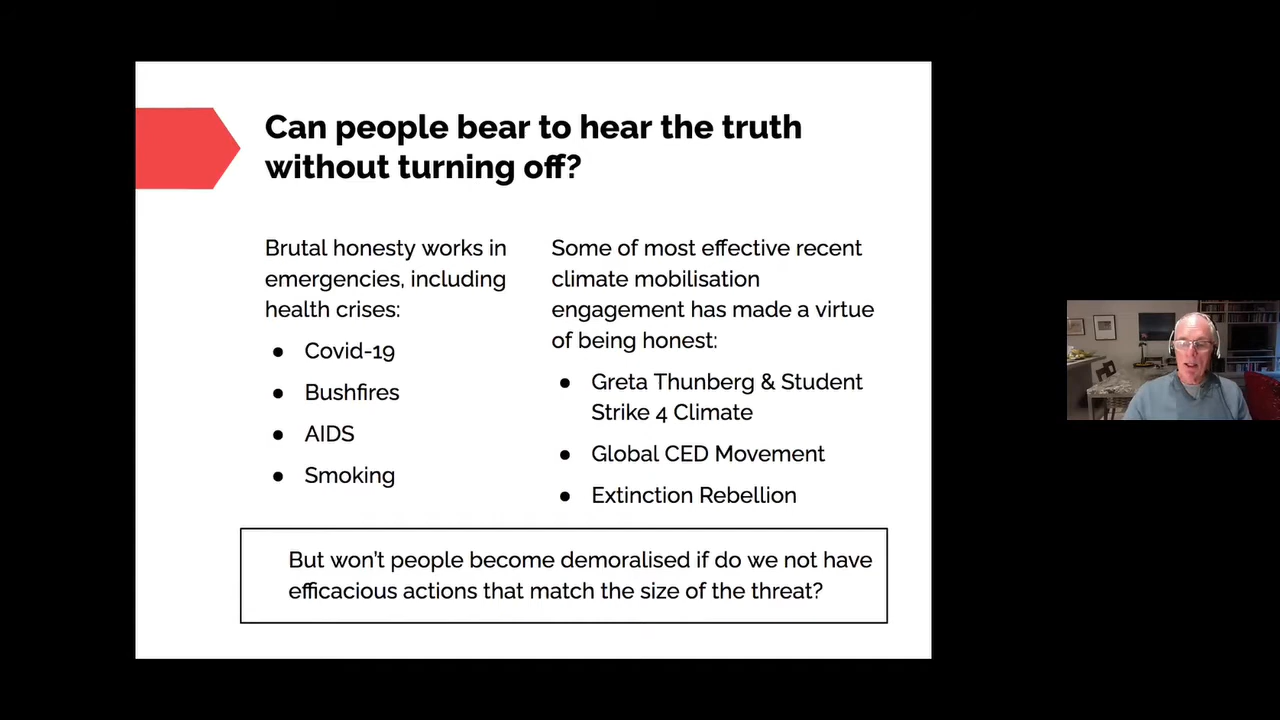 Can people bear to hear the truth
without turning off?
Brutal honesty works in
emergencies, including
health crises:
● Covid-19
● Bushfires
● AIDS
● Smoking
Some of most effective recent
climate mobilisation
engagement has made a virtue
of being honest:
● Greta Thunberg & Student
Strike 4 Climate
● Global CED Movement
● Extinction Rebellion
But won't people become demoralised if do we not have
efficacious actions that match the size of the threat?